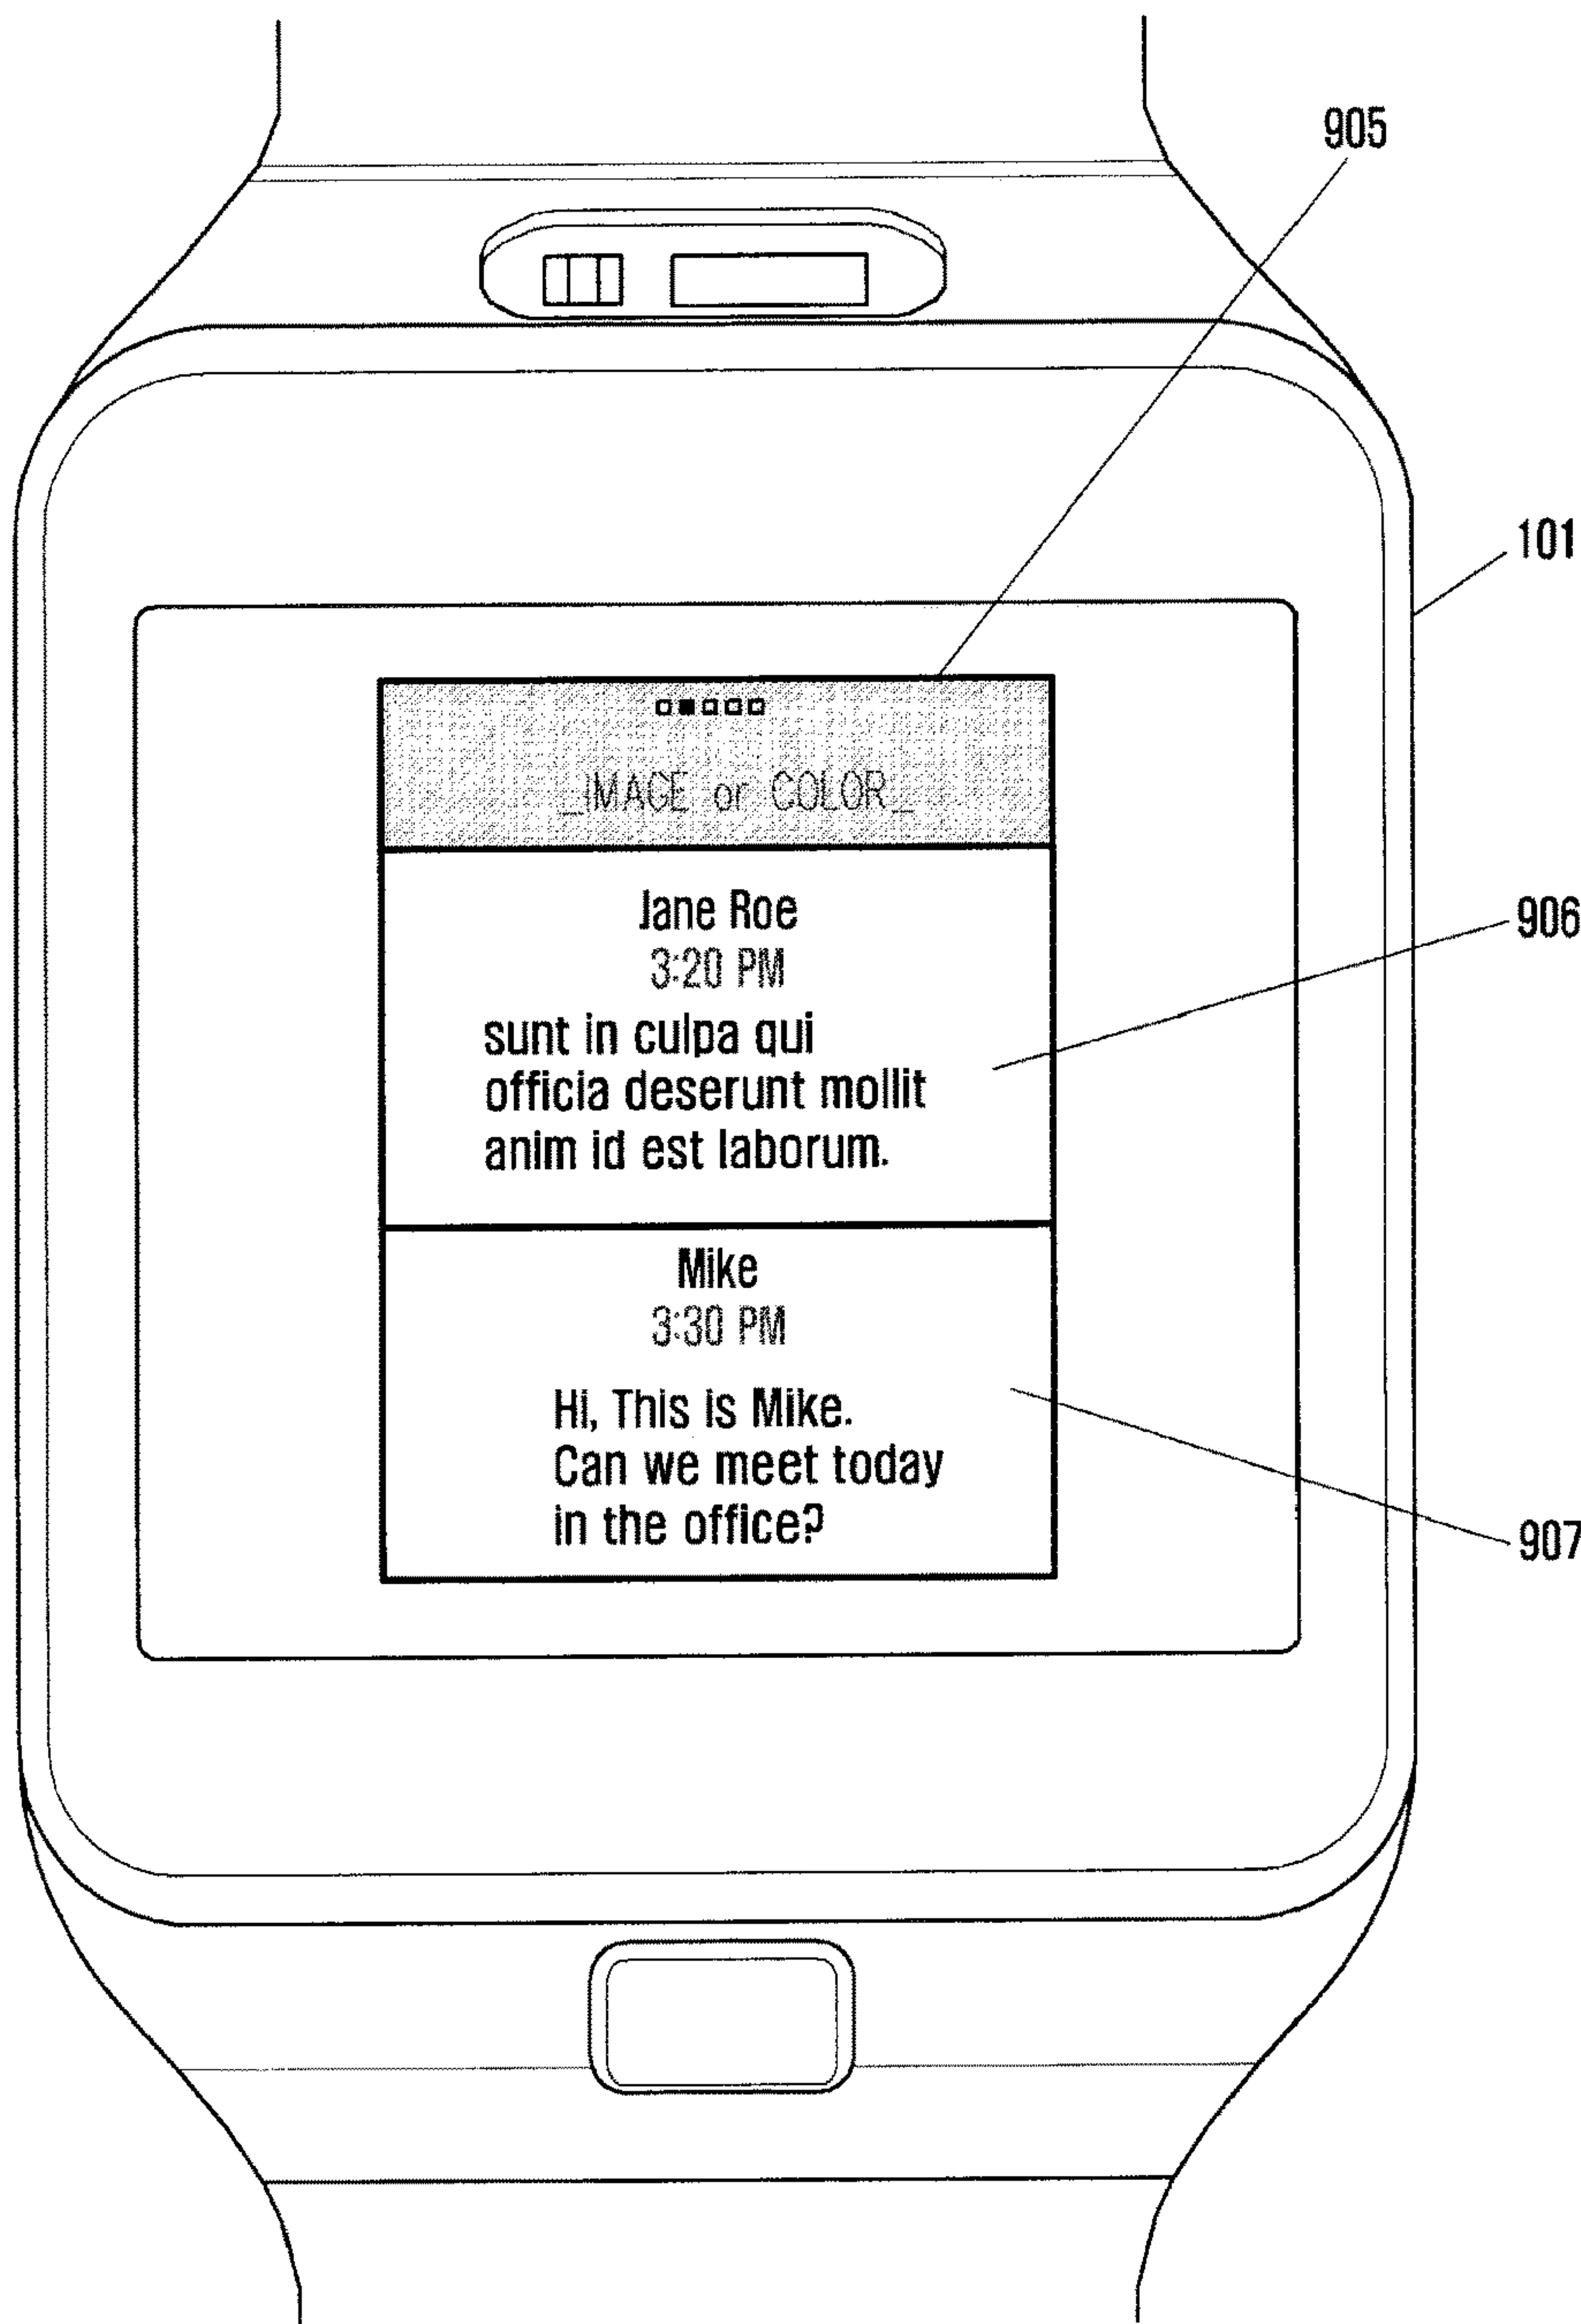 905
101
_IMAGE or COLOR_
Jane Roe
3:20 PM
906
sunt in culpa qui
officia deserunt mollit
anim id est laborum.
Mike
3:30 PM
Hi, This is Mike.
Can we meet today
in the office?
907